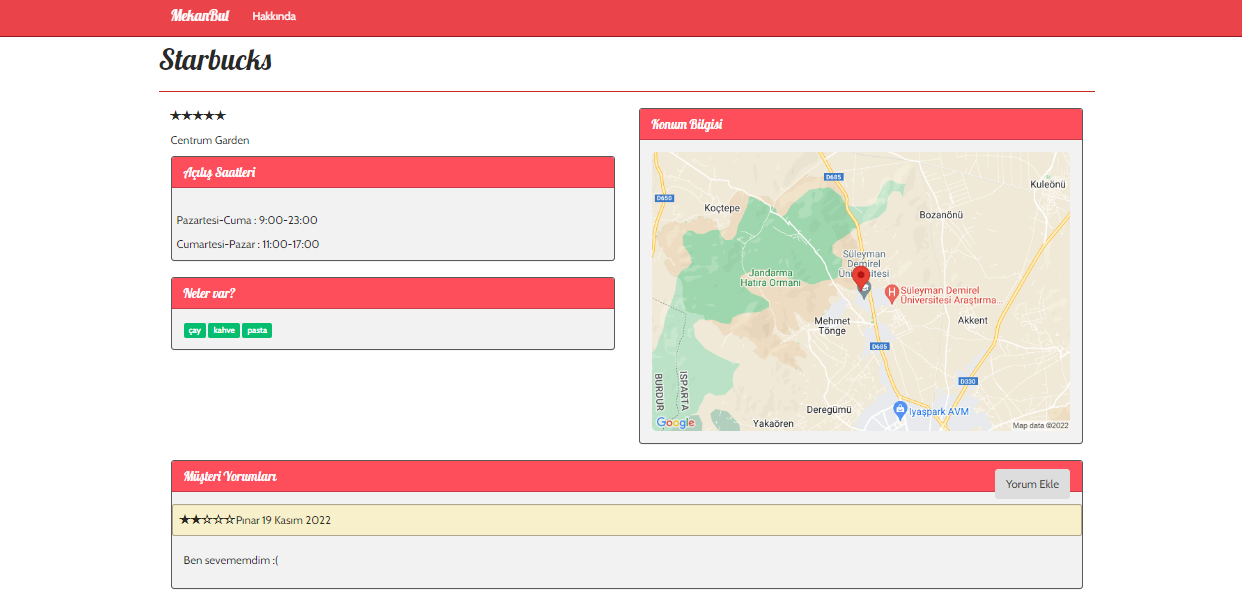 MekanBul Hakkında
Starbucks
★★★★★
Centrum Garden
Açılış Saatleri
Pazartesi-Cuma : 9:00-23:00
Cumartesi-Pazar : 11:00-17:00
Neler var?
çay kahve pasta
Konum Bilgisi
D685
Kuleönü
D650
Koçtepe
Bozanönü
Süleyman
Demirel
Üniversitesi
Jandarma
Hatıra Ormanı
Süleyman Demirel
Üniversitesi Araştırma...
Mehmet
Tönge
Akkent
D685
BURDUR
ISPARTA
D330
Deregümü
İyaşpark AVM
Yakaören
Google
Map data ©2022
Müşteri Yorumları
Yorum Ekle
★★☆☆☆Pınar 19 Kasım 2022
Ben sevememdim :(